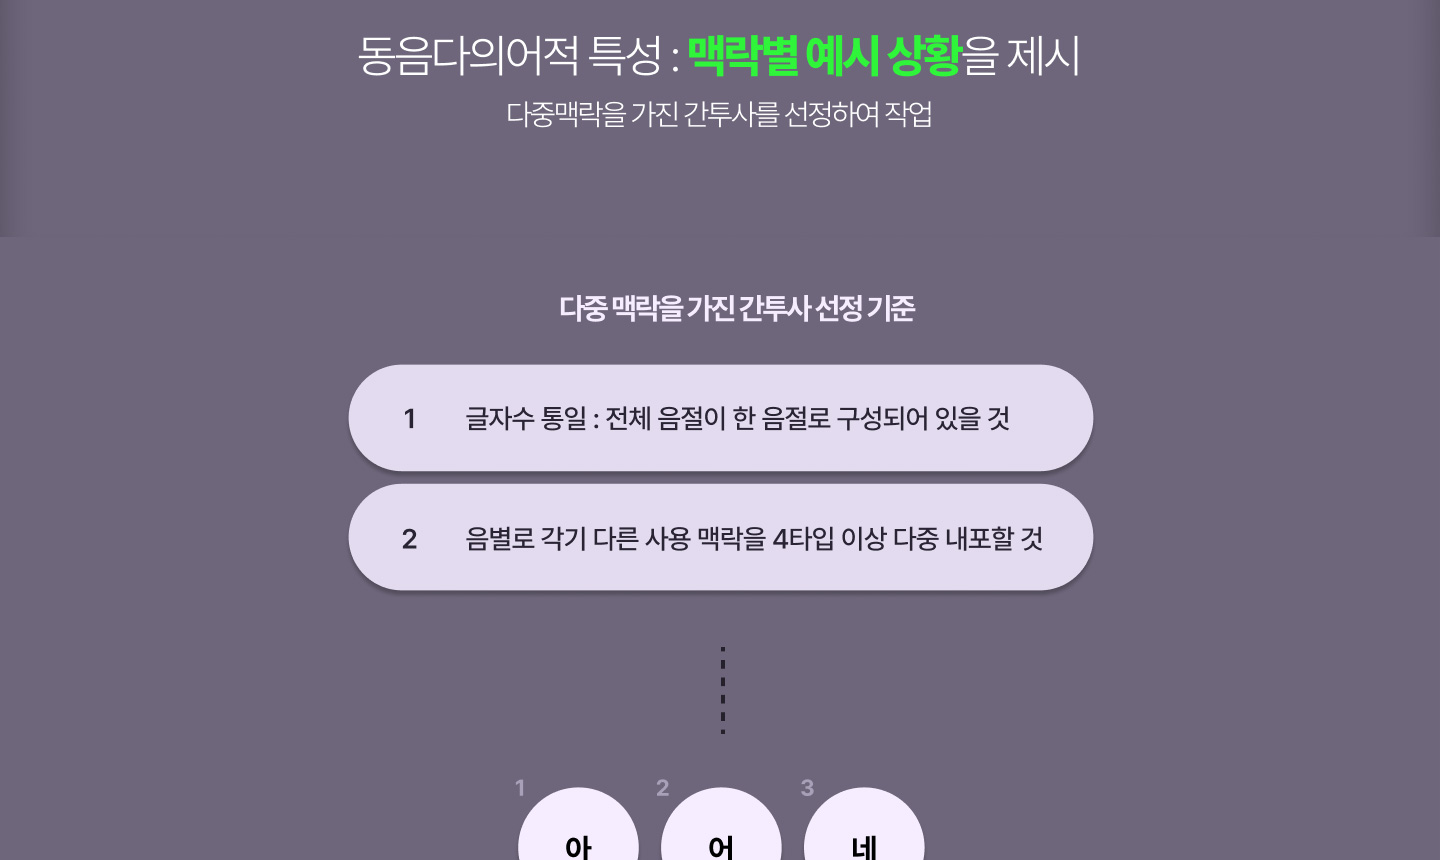 동음다의어적 특성 : 맥락별 예시 상황을 제시
다중맥락을 가진 간투사를 선정하여 작업
다중 맥락을 가진 간투사 선정 기준
1 글자수 통일 : 전체 음절이 한 음절로 구성되어 있을 것
2 음별로 각기 다른 사용 맥락을 4타입 이상 다중 내포할 것
1 2 3
아 어 네